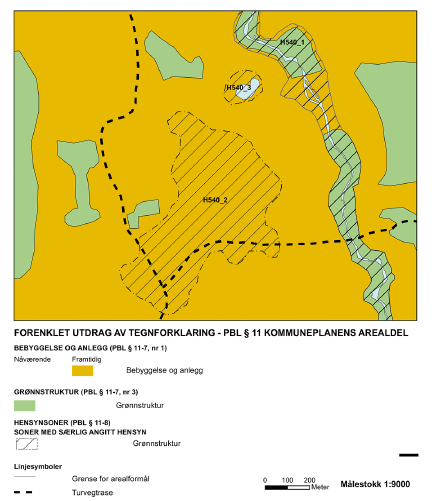 H540_1
H540_3
H540_2
FORENKLET UTDRAG AV TEGNFORKLARING - PBL § 11 KOMMUNEPLANENS AREALDEL
BEBYGGELSE OG ANLEGG (PBL § 11-7, nr 1)
Nåværende Framtidig
Bebyggelse og anlegg
GRØNNSTRUKTUR (PBL § 11-7, nr 3)
Grønnstruktur
HENSYNSONER (PBL § 11-8)
SONER MED SÆRLIG ANGITT HENSYN
Grønnstruktur
Linjesymboler
Grense for arealformål
Turvegtrase
0 100 200
Meter
Målestokk 1:9000